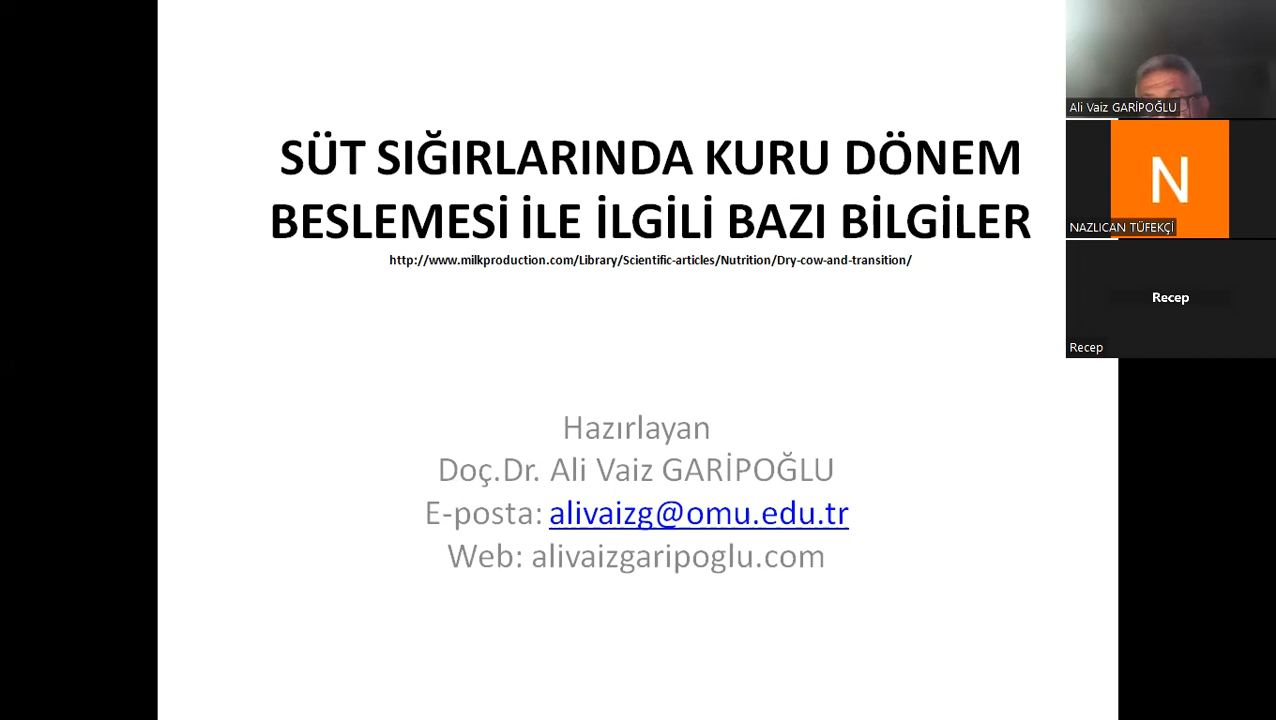 SÜT SIĞIRLARINDA KURU DÖNEM
BESLEMESİ İLE İLGİLİ BAZI BİLGİLER
http://www.milkproduction.com/Library/Scientific-articles/Nutrition/Dry-cow-and-transition/
Hazırlayan
Doç.Dr. Ali Vaiz GARİPOĞLU
E-posta: alivaizg@omu.edu.tr
Web: alivaizgaripoglu.com
Ali Vaiz GARİPOĞLU
N
NAZLICAN TÜFEKÇİ
Recep
Recep